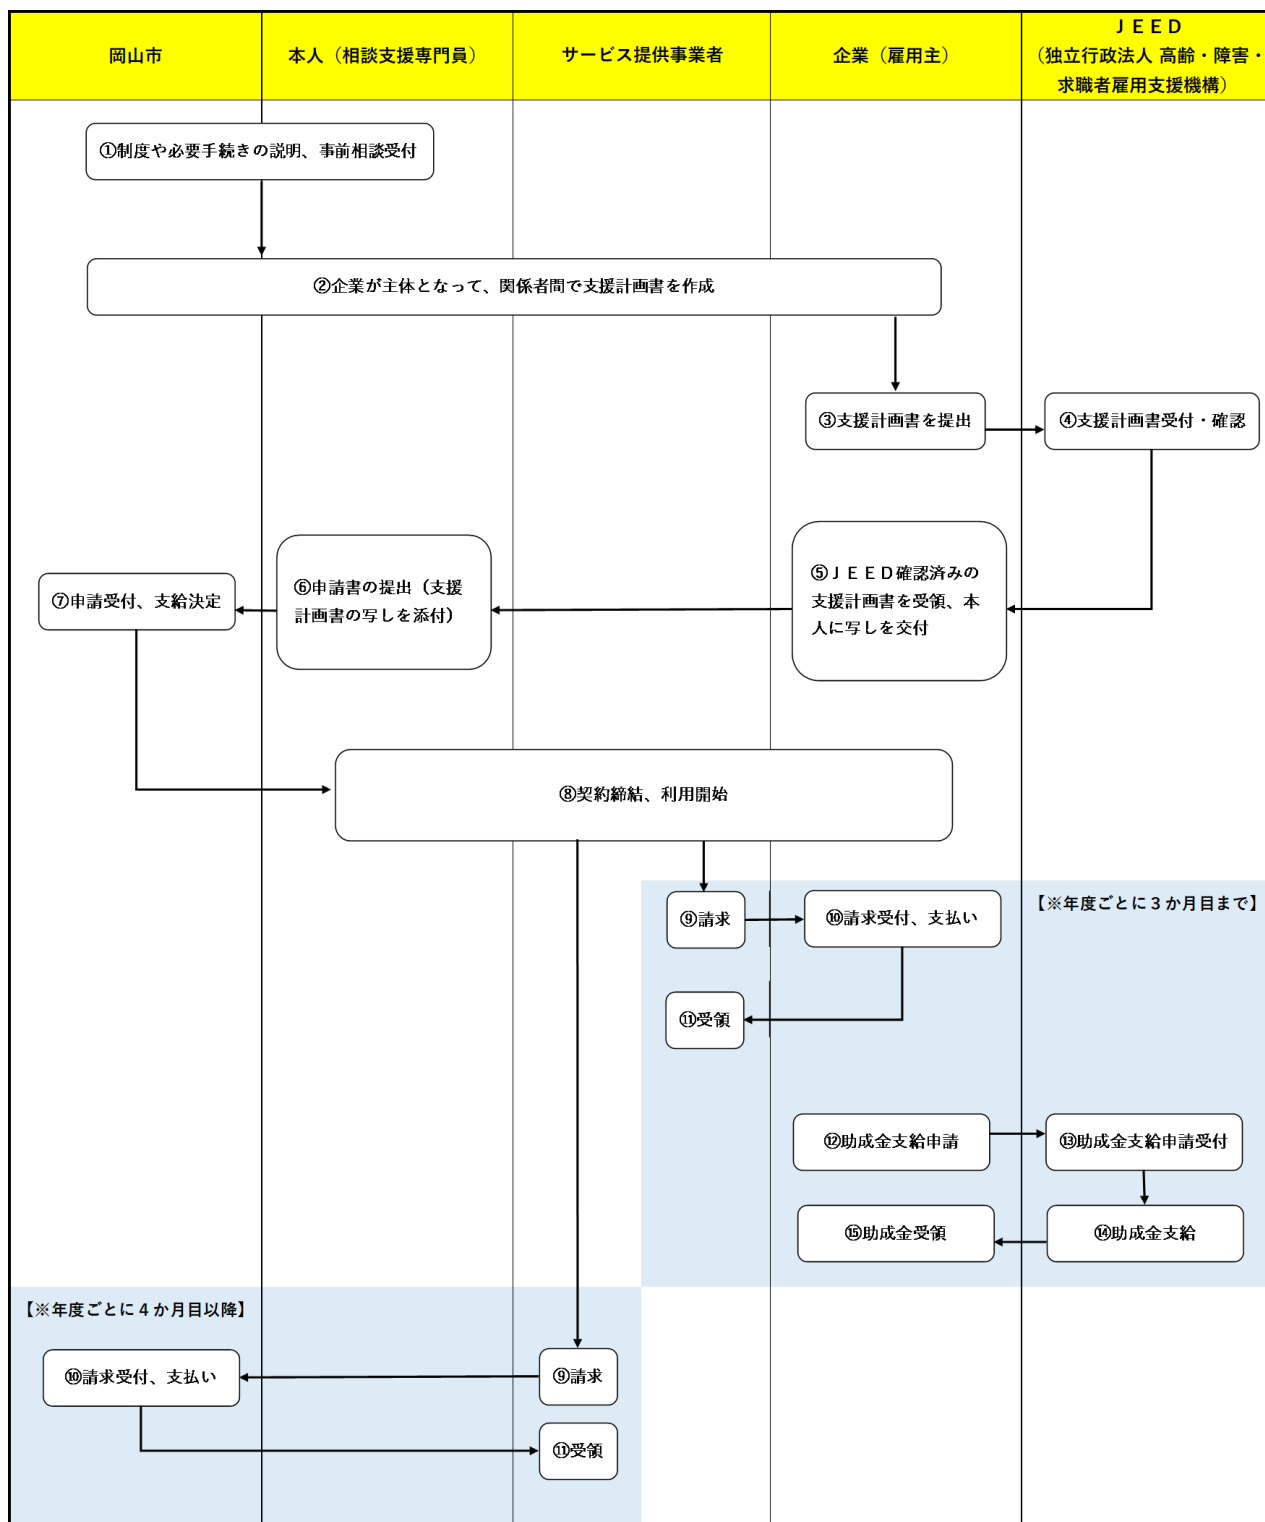 岡山市
本人（相談支援専門員）
サービス提供事業者
企業（雇用主）
ＪＥＥＤ
（独立行政法人 高齢・障害・
求職者雇用支援機構）
①制度や必要手続きの説明、事前相談受付
②企業が主体となって、関係者間で支援計画書を作成
③支援計画書を提出
④支援計画書受付・確認
⑤ＪＥＥＤ確認済みの
支援計画書を受領、本
人に写しを交付
⑥申請書の提出（支援
計画書の写しを添付）
⑦申請受付、支給決定
⑧契約締結、利用開始
【※年度ごとに３か月目まで】
⑨請求
⑩請求受付、支払い
⑪受領
⑫助成金支給申請
⑬助成金支給申請受付
⑭助成金支給
⑮助成金受領
【※年度ごとに４か月目以降】
⑨請求
⑩請求受付、支払い
⑪受領